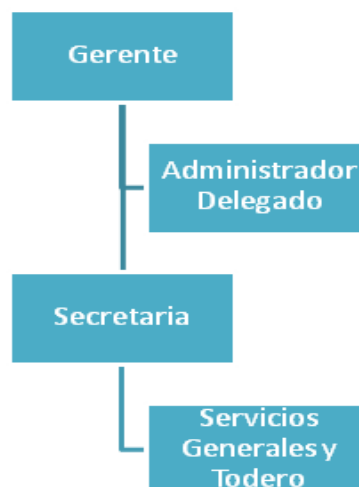 Gerente
Administrador
Delegado
Secretaria
Servicios
Generales y
Todero